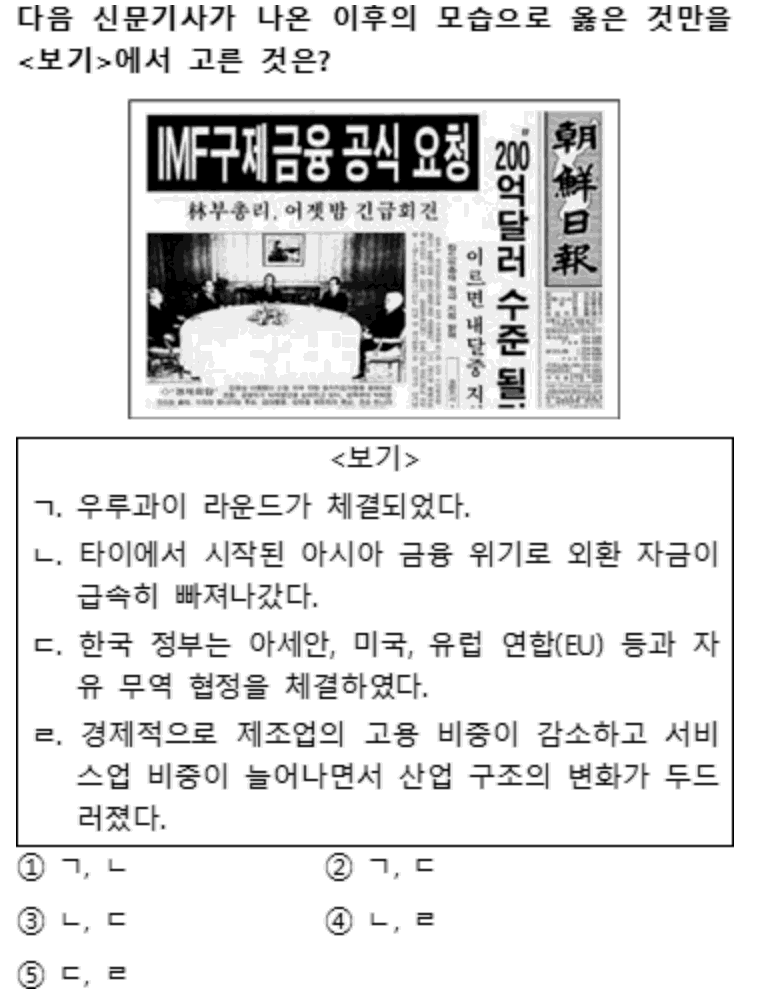 다음 신문기사가 나온 이후의 모습으로 옳은 것만을
<보기>에서 고른 것은?
IMF구제금융 공식 요청
林부총리, 어젯밤 긴급회견
200억달러 수준 될
이르면 내달중 지
朝鮮日報
<보기>
ㄱ. 우루과이 라운드가 체결되었다.
ㄴ. 타이에서 시작된 아시아 금융 위기로 외환 자금이
급속히 빠져나갔다.
ㄷ. 한국 정부는 아세안, 미국, 유럽 연합(EU) 등과 자
유 무역 협정을 체결하였다.
ㄹ. 경제적으로 제조업의 고용 비중이 감소하고 서비
스업 비중이 늘어나면서 산업 구조의 변화가 두드
러졌다.
① ㄱ, ㄴ ② ㄱ, ㄷ
③ ㄴ, ㄷ ④ ㄴ, ㄹ
⑤ ㄷ, ㄹ